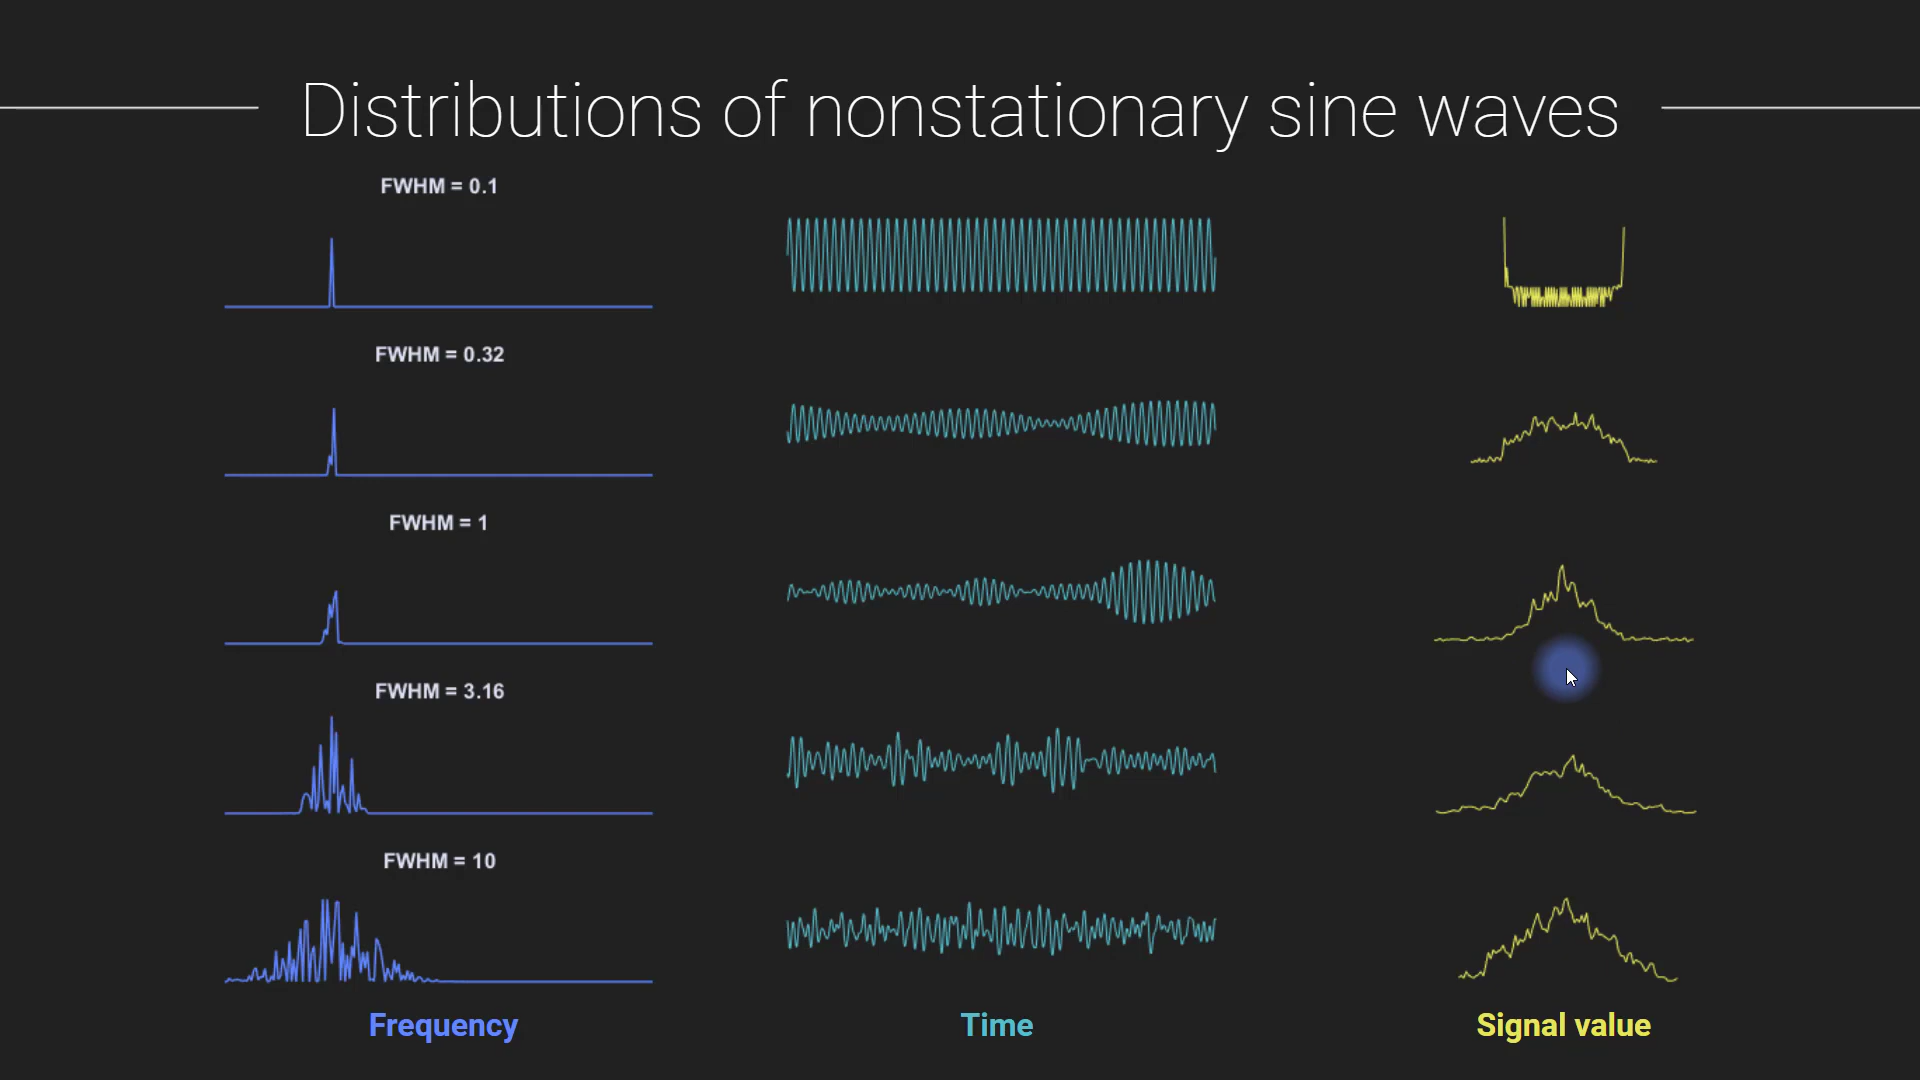 Distributions of nonstationary sine waves
FWHM = 0.1
FWHM = 0.32
FWHM = 1
FWHM = 3.16
FWHM = 10
Frequency
Time
Signal value